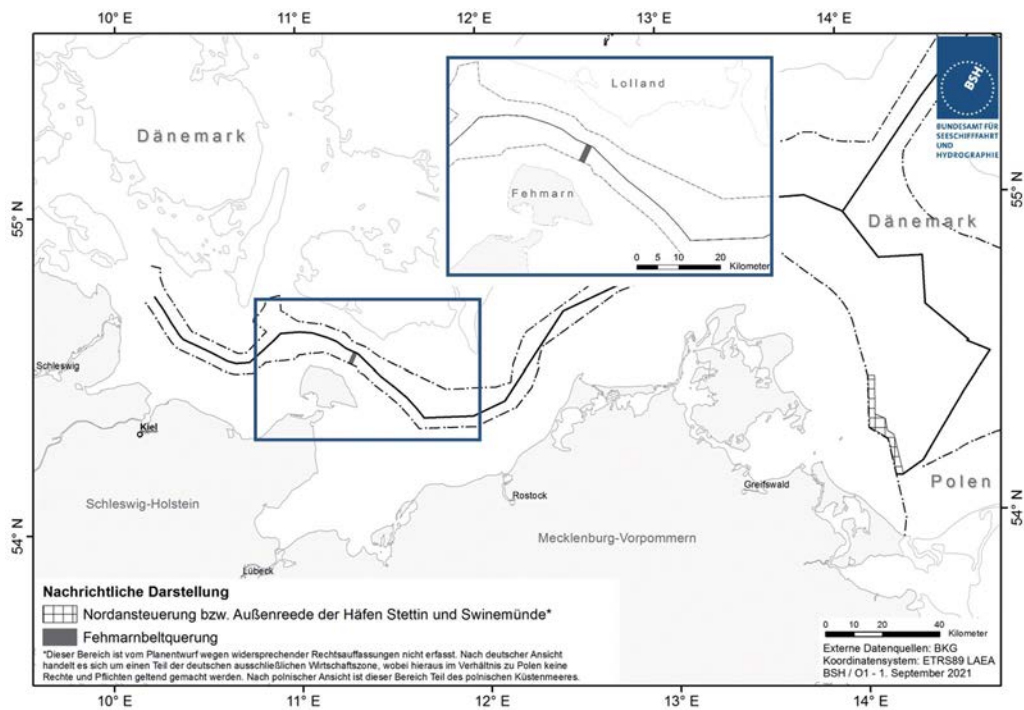 10° E
11° E
12° E
13° E
14° E
Dänemark
Lolland
Fehmarn
0 5 10 20
Kilometer
BSH
BUNDESAMT FÜR
SEESCHIFFFAHRT
UND
HYDROGRAPHIE
55° N
55° N
Dänemark
Schleswig
Kiel
Schleswig-Holstein
Lübeck
Rostock
Greifswald
Mecklenburg-Vorpommern
Polen
54° N
54° N
Nachrichtliche Darstellung
Nordansteuerung bzw. Außenreede der Häfen Stettin und Swinemünde*
Fehmarnbeltquerung
*Dieser Bereich ist vom Planentwurf wegen widersprechender Rechtsauffassungen nicht erfasst. Nach deutscher Ansicht
handelt es sich um einen Teil der deutschen ausschließlichen Wirtschaftszone, wobei hieraus im Verhältnis zu Polen keine
Rechte und Pflichten geltend gemacht werden. Nach polnischer Ansicht ist dieser Bereich Teil des polnischen Küstenmeeres.
0 10 20 40
Kilometer
Externe Datenquellen: BKG
Koordinatensystem: ETRS89 LAEA
BSH / O1 - 1. September 2021
10° E
11° E
12° E
13° E
14° E